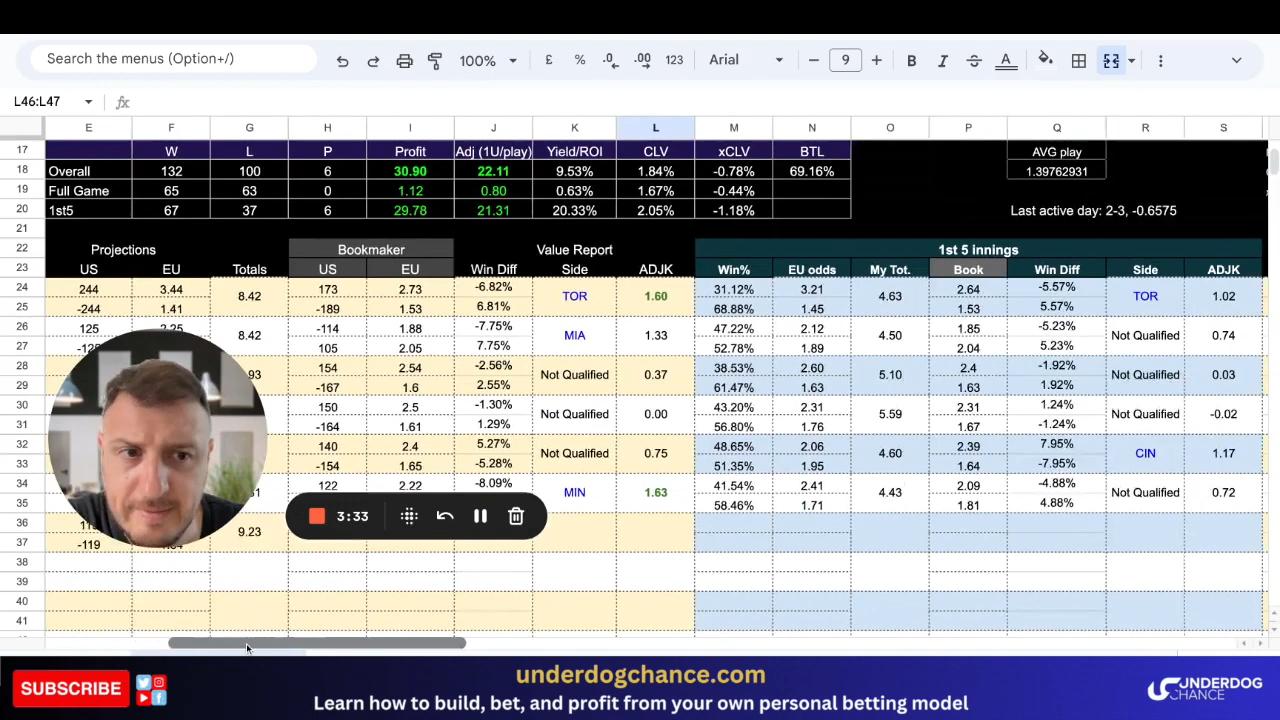 Search the menus (Option+/) 100% £ % .0 .00 123 Arial 9 B I S A
L46:L47 fx
E F G H I J K L M N O P Q R S
17 W L P Profit Adj (1U/play) Yield/ROI CLV xCLV BTL AVG play
18 Overall 132 100 6 30.90 22.11 9.53% 1.84% -0.78% 69.16% 1.39762931
19 Full Game 65 63 0 1.12 0.80 0.63% 1.67% -0.44%
20 1st5 67 37 6 29.78 21.31 20.33% 2.05% -1.18% Last active day: 2-3, -0.6575
21
22 Projections Bookmaker Value Report 1st 5 innings
23 US EU Totals US EU Win Diff Side ADJK Win% EU odds My Tot. Book Win Diff Side ADJK
24 244 3.44 8.42 173 2.73 -6.82% TOR 1.60 31.12% 3.21 4.63 2.64 -5.57% TOR 1.02
25 -244 1.41 -189 1.53 6.81% 68.88% 1.45 1.53 5.57%
26 125 2.25 8.42 -114 1.88 -7.75% MIA 1.33 47.22% 2.12 4.50 1.85 -5.23% Not Qualified 0.74
27 105 2.05 7.75% 52.78% 1.89 2.04 5.23%
28 154 2.54 -2.56% Not Qualified 0.37 38.53% 2.60 5.10 2.4 -1.92% Not Qualified 0.03
29 -167 1.6 2.55% 61.47% 1.63 1.63 1.92%
30 150 2.5 -1.30% Not Qualified 0.00 43.20% 2.31 5.59 2.31 1.24% Not Qualified -0.02
31 -164 1.61 1.29% 56.80% 1.76 1.67 -1.24%
32 140 2.4 5.27% Not Qualified 0.75 48.65% 2.06 4.60 2.39 7.95% CIN 1.17
33 -154 1.65 -5.28% 51.35% 1.95 1.64 -7.95%
34 122 2.22 -8.09% MIN 1.63 41.54% 2.41 4.43 2.09 -4.88% Not Qualified 0.72
35 58.46% 1.71 1.81 4.88%
36 9.23
37 -119
38
39
40
41
3:33
SUBSCRIBE
underdogchance.com
Learn how to build, bet, and profit from your own personal betting model
UNDERDOG
CHANCE